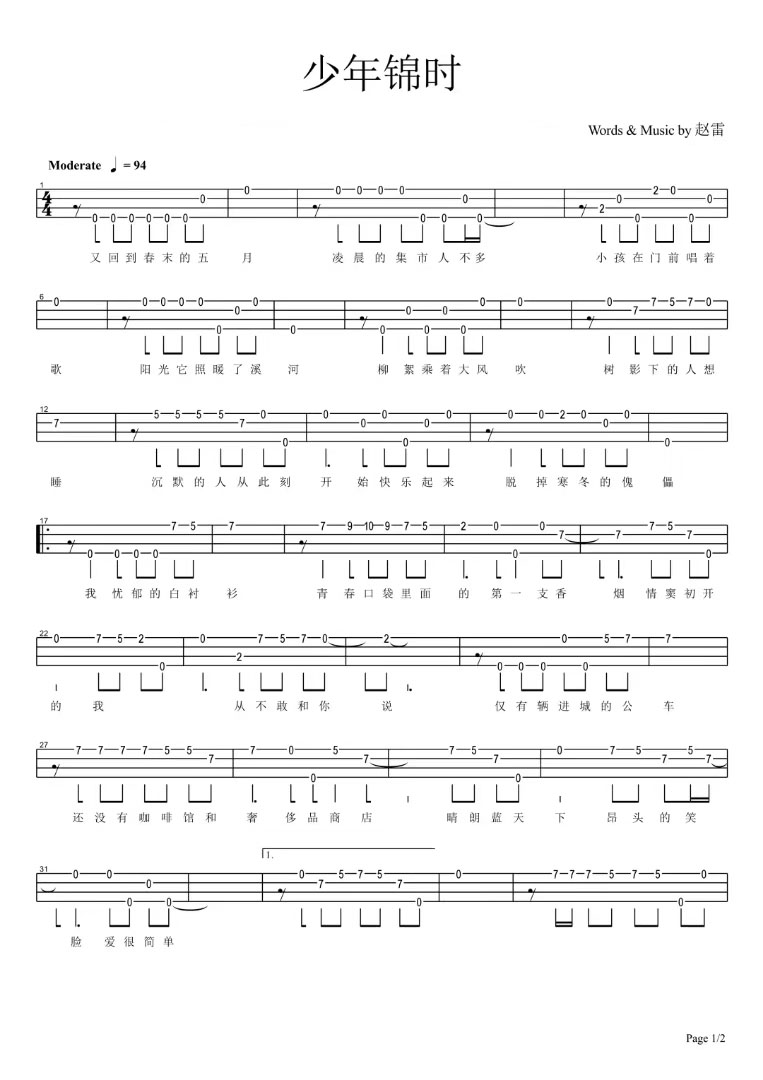 少年锦时
Words & Music by 赵雷
Moderate ♩ = 94
又回到春末的五月 凌晨的集市人不多 小孩在门前唱着
歌 阳光它照暖了溪河 柳絮乘着大风吹 树影下的人想
睡 沉默的人从此刻开始快乐起来 脱掉寒冬的傀儡
我忧郁的白衬衫 青春口袋里面的第一支香烟 情窦初开
的我 从不敢和你说 仅有辆进城的公车
还没有咖啡馆和奢侈品商店 晴朗蓝天下 昂头的笑
1.
脸 爱很简单
Page 1/2